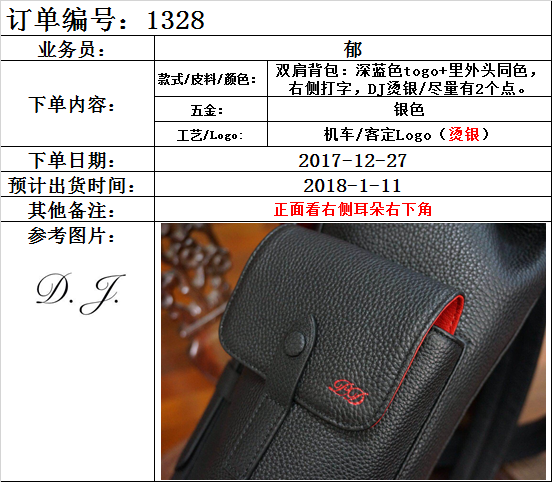 订单编号：1328
业务员： 郁
下单内容： 款式/皮料/颜色： 双肩背包：深蓝色togo+里外头同色，
右侧打字，DJ烫银/尽量有2个点。
五金： 银色
工艺/Logo： 机车/客定Logo（烫银）
下单日期： 2017-12-27
预计出货时间： 2018-1-11
其他备注： 正面看右侧耳朵右下角
参考图片：
D. J.